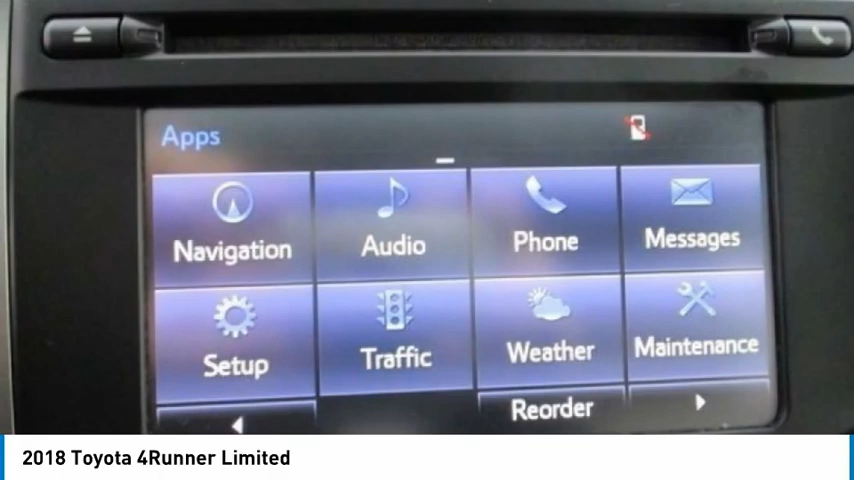 Apps
Navigation Audio Phone Messages
Setup Traffic Weather Maintenance
Reorder
2018 Toyota 4Runner Limited